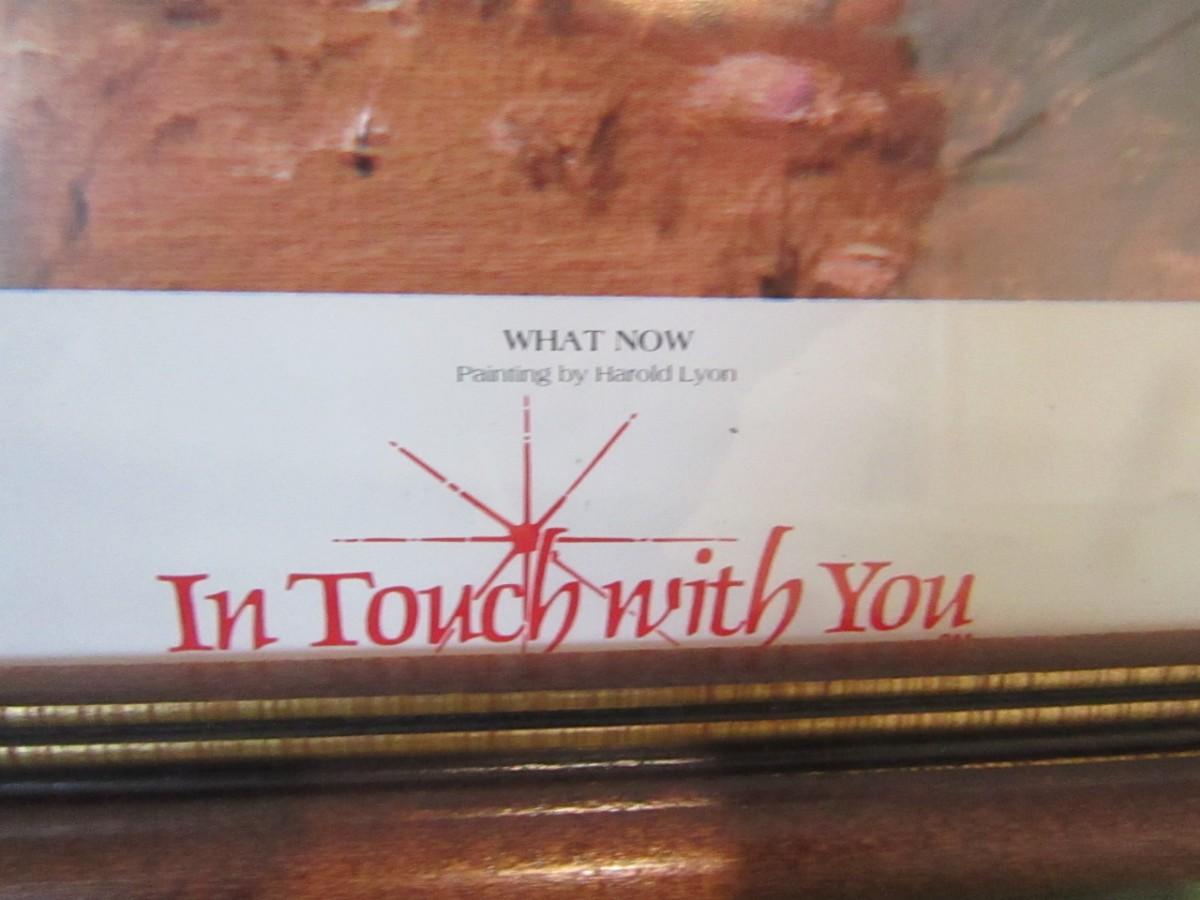 WHAT NOW
Painting by Harold Lyon
In Touch with You